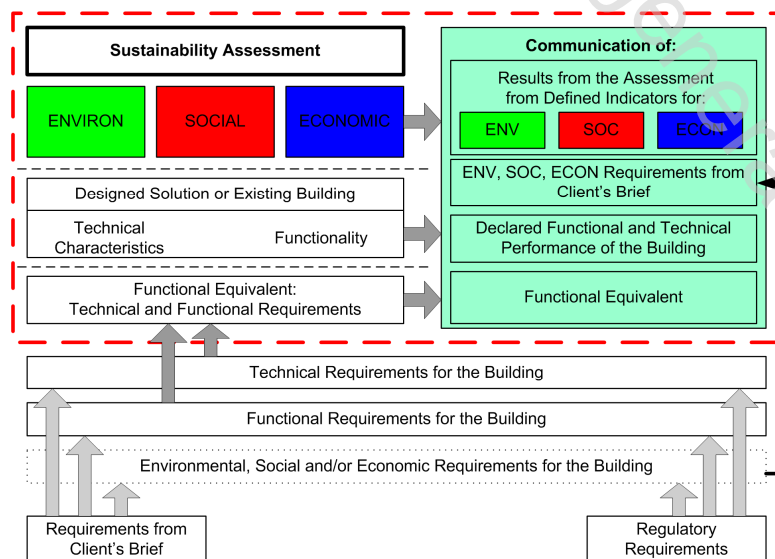 Sustainability Assessment
ENVIRON
SOCIAL
ECONOMIC
Communication of:
Results from the Assessment
from Defined Indicators for:
ENV
SOC
ECON
ENV, SOC, ECON Requirements from
Client's Brief
Designed Solution or Existing Building
Technical
Characteristics
Functionality
Declared Functional and Technical
Performance of the Building
Functional Equivalent:
Technical and Functional Requirements
Functional Equivalent
Technical Requirements for the Building
Functional Requirements for the Building
Environmental, Social and/or Economic Requirements for the Building
Requirements from
Client's Brief
Regulatory
Requirements